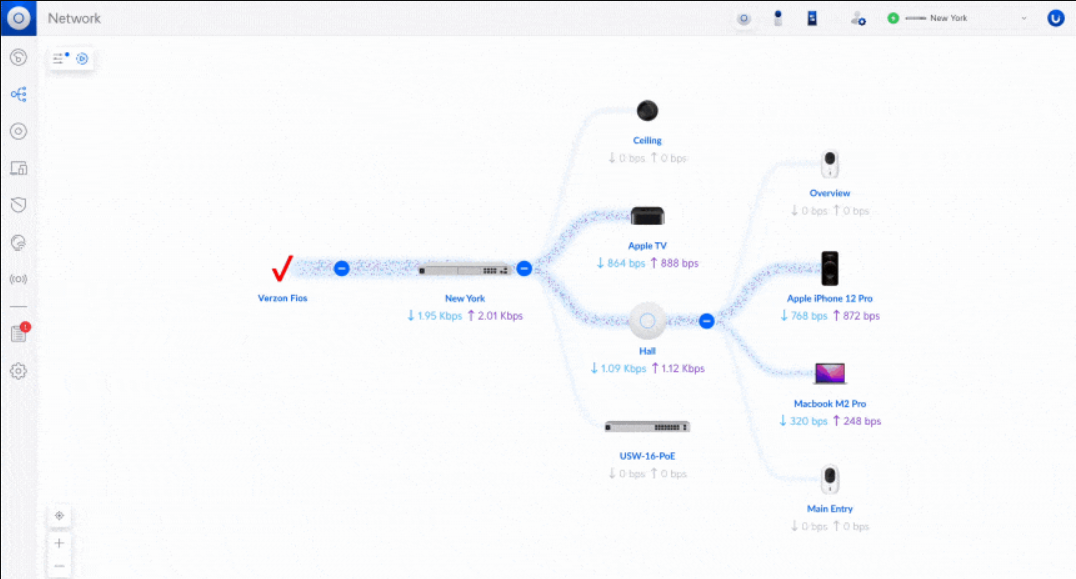 Network
New York
Ceiling
↓ 0 bps ↑ 0 bps
Overview
↓ 0 bps ↑ 0 bps
Apple TV
↓ 864 bps ↑ 888 bps
Verzon Fios
New York
↓ 1.95 Kbps ↑ 2.01 Kbps
Apple iPhone 12 Pro
↓ 768 bps ↑ 872 bps
Hall
↓ 1.09 Kbps ↑ 1.12 Kbps
Macbook M2 Pro
↓ 320 bps ↑ 248 bps
USW-16-PoE
↓ 0 bps ↑ 0 bps
Main Entry
↓ 0 bps ↑ 0 bps